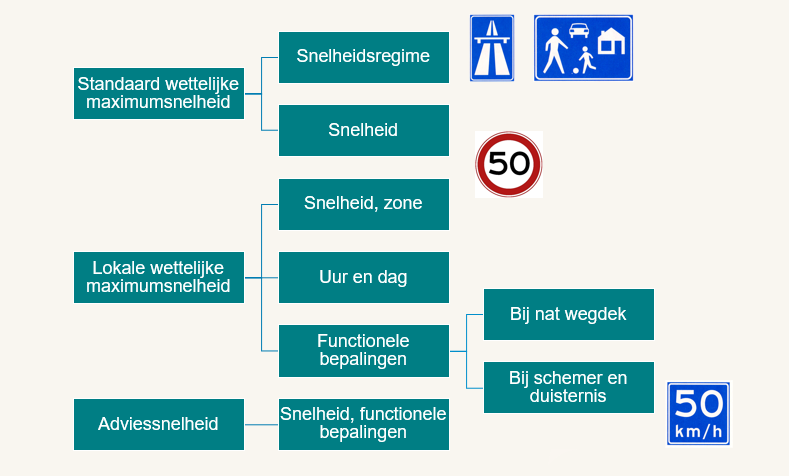 Standaard wettelijke
maximumsnelheid
Snelheidsregime
Snelheid
50
Lokale wettelijke
maximumsnelheid
Snelheid, zone
Uur en dag
Functionele
bepalingen
Bij nat wegdek
Bij schemer en
duisternis
Adviessnelheid
Snelheid, functionele
bepalingen
50
km/h